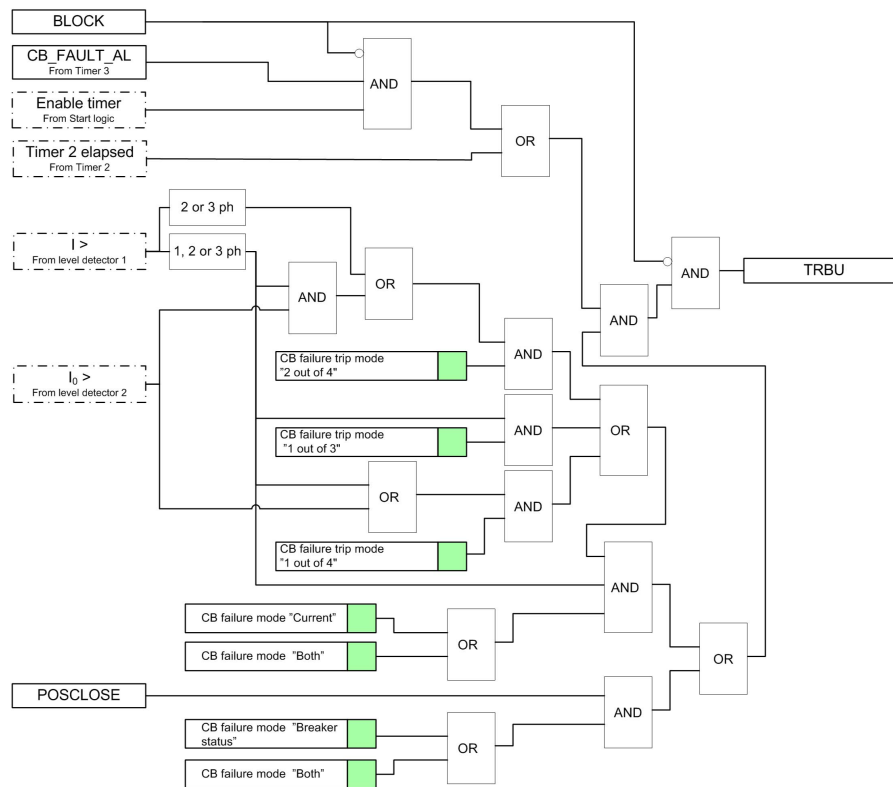 BLOCK
CB_FAULT_AL
From Timer 3
AND
Enable timer
From Start logic
OR
Timer 2 elapsed
From Timer 2
2 or 3 ph
I >
From level detector 1
1, 2 or 3 ph
AND
TRBU
AND
OR
AND
CB failure trip mode
"2 out of 4"
AND
I₀ >
From level detector 2
CB failure trip mode
"1 out of 3"
AND
OR
OR
AND
CB failure trip mode
"1 out of 4"
AND
CB failure mode "Current"
OR
CB failure mode "Both"
OR
POSCLOSE
AND
CB failure mode "Breaker
status"
OR
CB failure mode "Both"